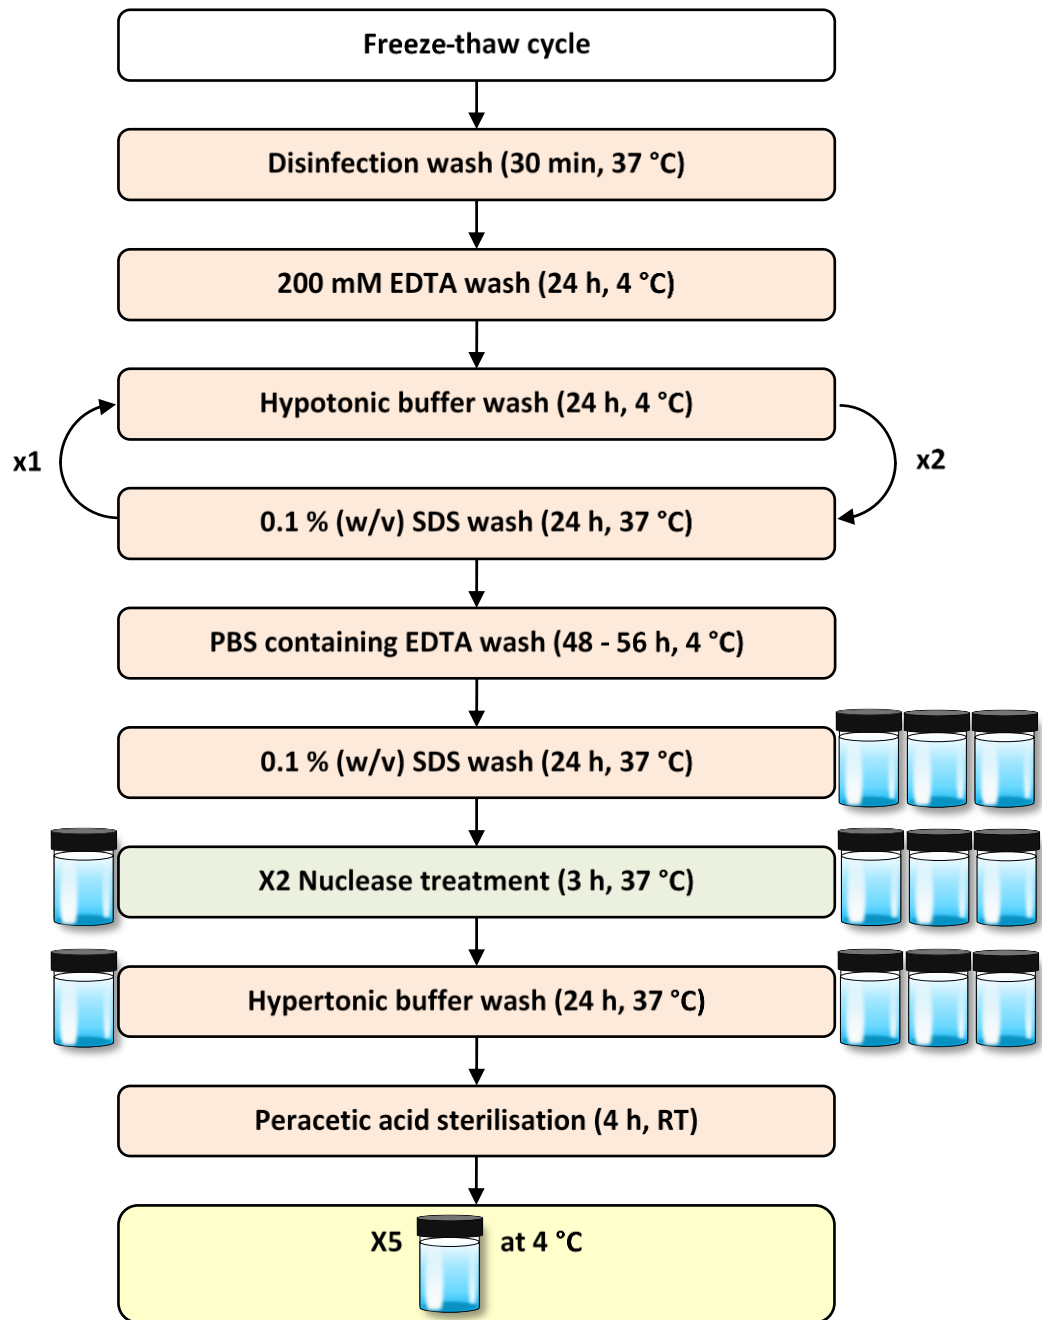 Freeze-thaw cycle
Disinfection wash (30 min, 37 °C)
200 mM EDTA wash (24 h, 4 °C)
Hypotonic buffer wash (24 h, 4 °C)
x1
x2
0.1 % (w/v) SDS wash (24 h, 37 °C)
PBS containing EDTA wash (48 - 56 h, 4 °C)
0.1 % (w/v) SDS wash (24 h, 37 °C)
X2 Nuclease treatment (3 h, 37 °C)
Hypertonic buffer wash (24 h, 37 °C)
Peracetic acid sterilisation (4 h, RT)
X5 at 4 °C